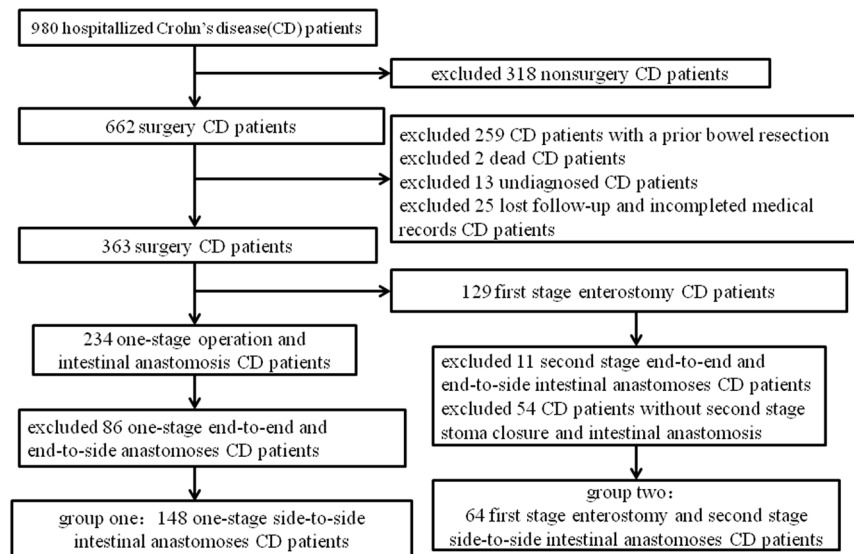 980 hospitallized Crohn's disease(CD) patients
excluded 318 nonsurgery CD patients
662 surgery CD patients
excluded 259 CD patients with a prior bowel resection
excluded 2 dead CD patients
excluded 13 undiagnosed CD patients
excluded 25 lost follow-up and incompleted medical
records CD patients
363 surgery CD patients
129 first stage enterostomy CD patients
234 one-stage operation and
intestinal anastomosis CD patients
excluded 11 second stage end-to-end and
end-to-side intestinal anastomoses CD patients
excluded 54 CD patients without second stage
stoma closure and intestinal anastomosis
excluded 86 one-stage end-to-end and
end-to-side anastomoses CD patients
group one: 148 one-stage side-to-side
intestinal anastomoses CD patients
group two:
64 first stage enterostomy and second stage
side-to-side intestinal anastomoses CD patients